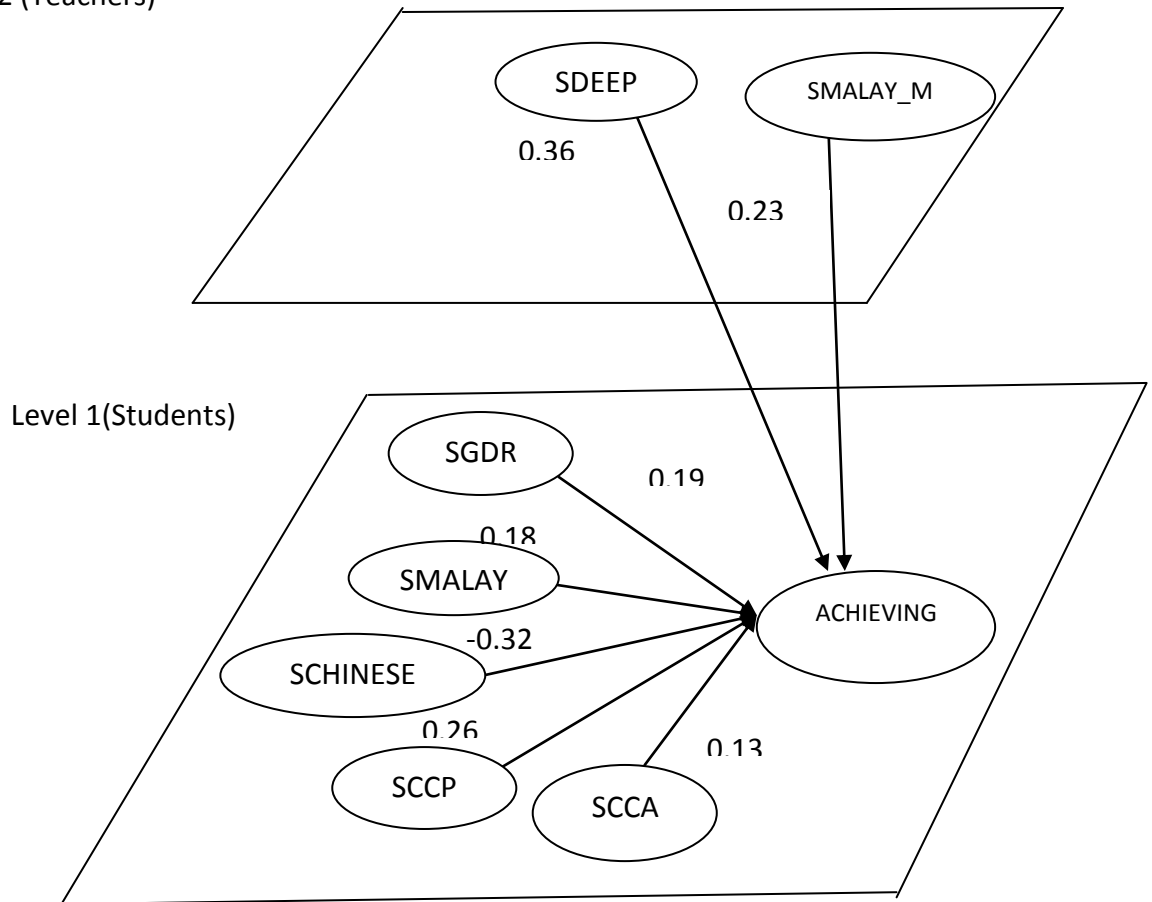 2 (Teachers)
SDEEP
SMALAY_M
0.36
0.23
Level 1(Students)
SGDR
0.19
0.18
SMALAY
ACHIEVING
-0.32
SCHINESE
0.26
0.13
SCCP
SCCA